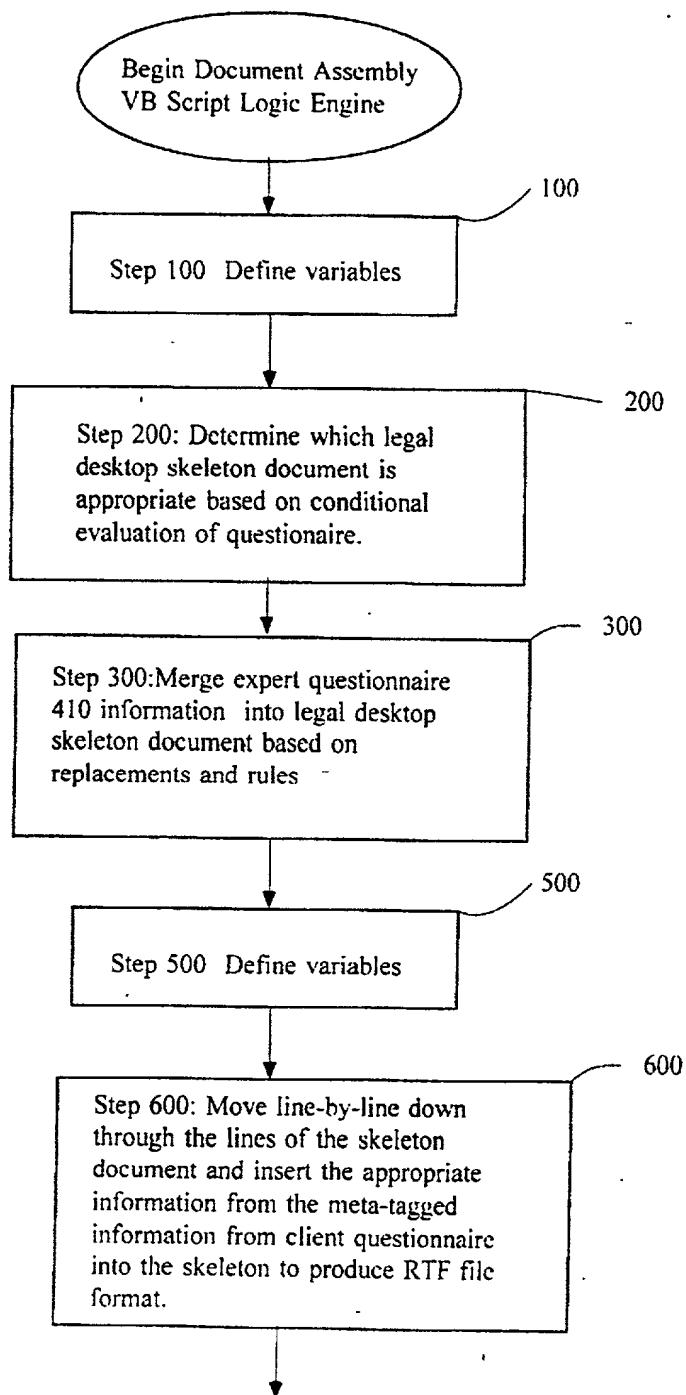 Begin Document Assembly
VB Script Logic Engine
100
Step 100 Define variables
200
Step 200: Determine which legal
desktop skeleton document is
appropriate based on conditional
evaluation of questionaire.
300
Step 300:Merge expert questionnaire
410 information into legal desktop
skeleton document based on
replacements and rules
500
Step 500 Define variables
600
Step 600: Move line-by-line down
through the lines of the skeleton
document and insert the appropriate
information from the meta-tagged
information from client questionnaire
into the skeleton to produce RTF file
format.